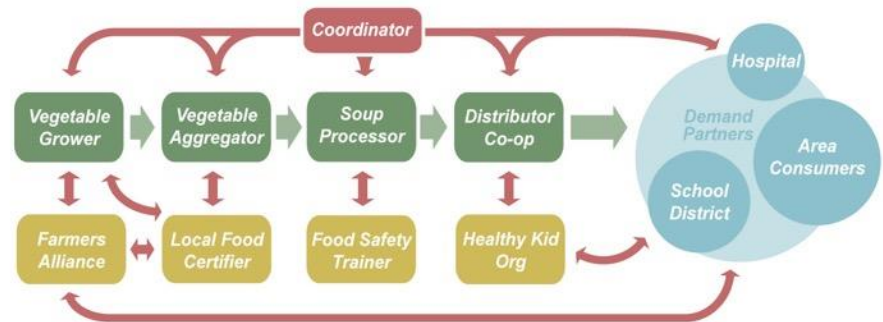 Coordinator
Hospital
Vegetable
Grower
Vegetable
Aggregator
Soup
Processor
Distributor
Co-op
Demand
Partners
Area
Consumers
School
District
Farmers
Alliance
Local Food
Certifier
Food Safety
Trainer
Healthy Kid
Org